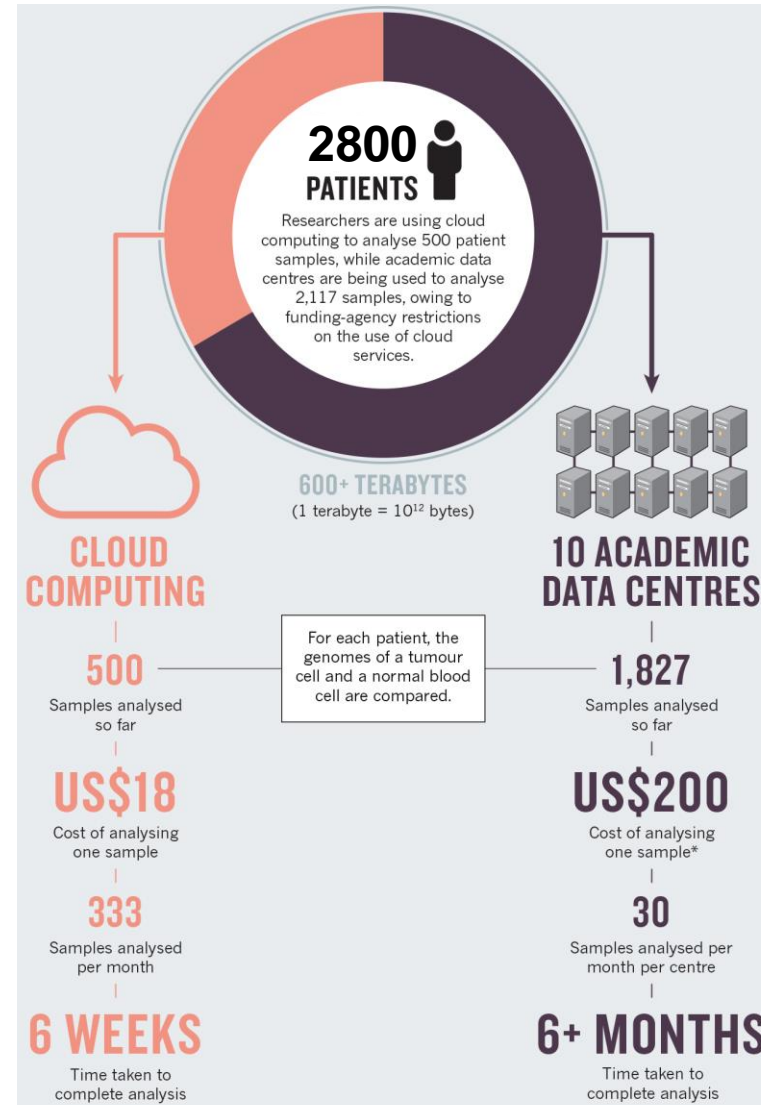 2800
PATIENTS
Researchers are using cloud
computing to analyse 500 patient
samples, while academic data
centres are being used to analyse
2,117 samples, owing to
funding-agency restrictions
on the use of cloud
services.
600+ TERABYTES
(1 terabyte = 10¹² bytes)
CLOUD
COMPUTING
500
Samples analysed
so far
US$18
Cost of analysing
one sample
333
Samples analysed
per month
6 WEEKS
Time taken to
complete analysis
For each patient, the
genomes of a tumour
cell and a normal blood
cell are compared.
10 ACADEMIC
DATA CENTRES
1,827
Samples analysed
so far
US$200
Cost of analysing
one sample*
30
Samples analysed per
month per centre
6+ MONTHS
Time taken to
complete analysis